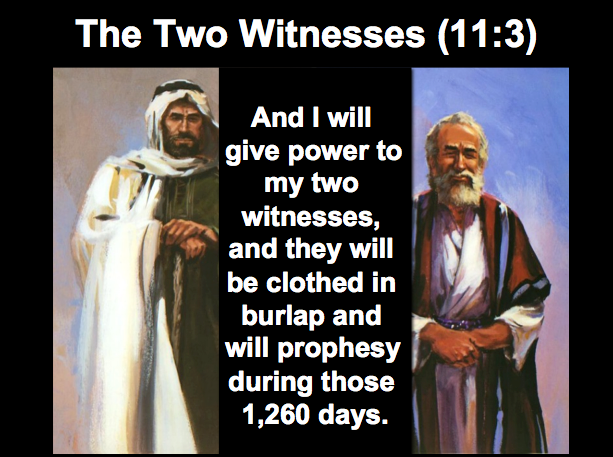 The Two Witnesses (11:3)
And I will
give power to
my two
witnesses,
and they will
be clothed in
burlap and
will prophesy
during those
1,260 days.